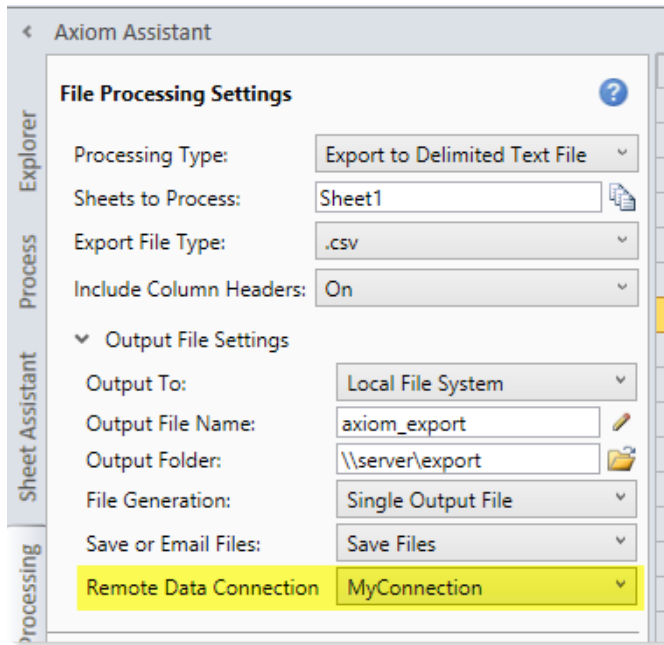 Axiom Assistant
File Processing Settings
?
Explorer
Process
Sheet Assistant
Processing
Processing Type: Export to Delimited Text File
Sheets to Process: Sheet1
Export File Type: .csv
Include Column Headers: On
Output File Settings
Output To: Local File System
Output File Name: axiom_export
Output Folder: \\server\export
File Generation: Single Output File
Save or Email Files: Save Files
Remote Data Connection MyConnection